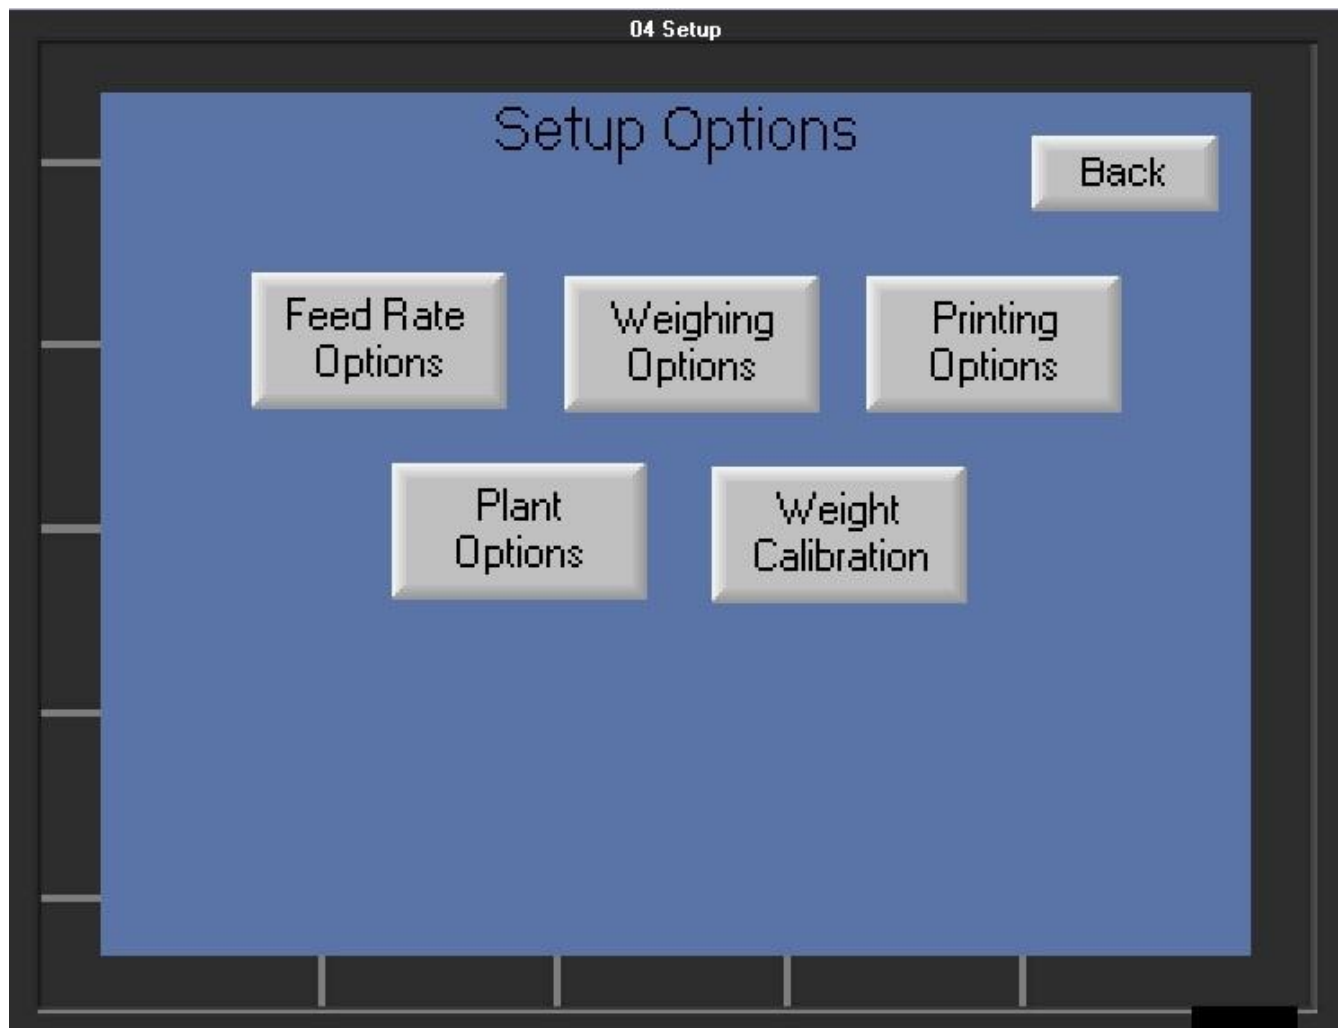 04 Setup
Setup Options
Back
Feed Rate
Options
Weighing
Options
Printing
Options
Plant
Options
Weight
Calibration